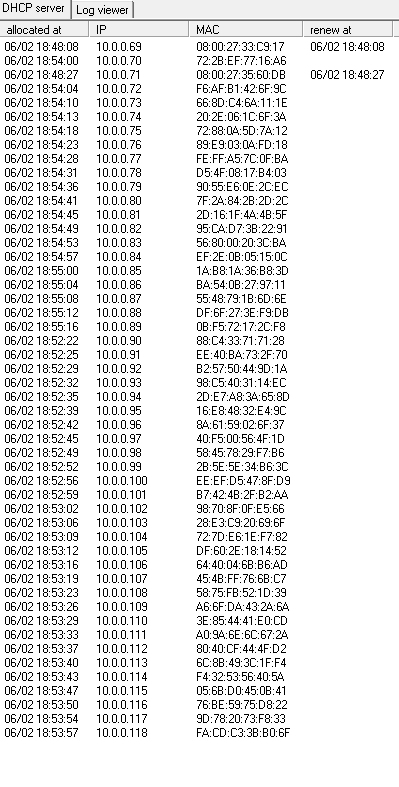 DHCP server Log viewer
allocated at IP MAC renew at
06/02 18:48:08 10.0.0.69 08:00:27:33:C9:17 06/02 18:48:08
06/02 18:54:00 10.0.0.70 72:2B:EF:77:16:A6
06/02 18:48:27 10.0.0.71 08:00:27:35:60:DB 06/02 18:48:27
06/02 18:54:04 10.0.0.72 F6:AF:B1:42:6F:9C
06/02 18:54:10 10.0.0.73 66:8D:C4:6A:11:1E
06/02 18:54:13 10.0.0.74 20:2E:06:1C:6F:3A
06/02 18:54:18 10.0.0.75 72:88:0A:5D:7A:12
06/02 18:54:23 10.0.0.76 89:E9:03:0A:FD:18
06/02 18:54:28 10.0.0.77 FE:FF:A5:7C:0F:BA
06/02 18:54:31 10.0.0.78 D5:4F:08:17:B4:03
06/02 18:54:36 10.0.0.79 90:55:E6:0E:2C:EC
06/02 18:54:41 10.0.0.80 7F:2A:84:2B:2D:2C
06/02 18:54:45 10.0.0.81 2D:16:1F:4A:4B:5F
06/02 18:54:49 10.0.0.82 95:CA:D7:3B:22:91
06/02 18:54:53 10.0.0.83 56:80:00:20:3C:BA
06/02 18:54:57 10.0.0.84 EF:2E:0B:05:15:0C
06/02 18:55:00 10.0.0.85 1A:B8:1A:36:B8:3D
06/02 18:55:04 10.0.0.86 BA:54:0B:27:97:11
06/02 18:55:08 10.0.0.87 55:48:79:1B:6D:6E
06/02 18:55:12 10.0.0.88 DF:6F:27:3E:F9:DB
06/02 18:55:16 10.0.0.89 0B:F5:72:17:2C:F8
06/02 18:52:22 10.0.0.90 88:C4:33:71:71:28
06/02 18:52:25 10.0.0.91 EE:40:BA:73:2F:70
06/02 18:52:29 10.0.0.92 B2:57:50:44:9D:1A
06/02 18:52:32 10.0.0.93 98:C5:40:31:14:EC
06/02 18:52:35 10.0.0.94 2D:E7:A8:3A:65:8D
06/02 18:52:39 10.0.0.95 16:E8:48:32:E4:9C
06/02 18:52:42 10.0.0.96 8A:61:59:02:6F:37
06/02 18:52:45 10.0.0.97 40:F5:00:56:4F:1D
06/02 18:52:49 10.0.0.98 58:45:78:29:F7:B6
06/02 18:52:52 10.0.0.99 2B:5E:5E:34:B6:3C
06/02 18:52:56 10.0.0.100 EE:EF:D5:47:8F:D9
06/02 18:52:59 10.0.0.101 B7:42:4B:2F:B2:AA
06/02 18:53:02 10.0.0.102 98:70:8F:0F:E5:66
06/02 18:53:06 10.0.0.103 28:E3:C9:20:69:6F
06/02 18:53:09 10.0.0.104 72:7D:E6:1E:F7:82
06/02 18:53:12 10.0.0.105 DF:60:2E:18:14:52
06/02 18:53:16 10.0.0.106 64:40:04:6B:B6:AD
06/02 18:53:19 10.0.0.107 45:4B:FF:76:6B:C7
06/02 18:53:23 10.0.0.108 58:75:FB:52:1D:39
06/02 18:53:26 10.0.0.109 A6:6F:DA:43:2A:6A
06/02 18:53:29 10.0.0.110 3E:85:44:41:E0:CD
06/02 18:53:33 10.0.0.111 A0:9A:6E:6C:67:2A
06/02 18:53:37 10.0.0.112 80:40:CF:44:4F:D2
06/02 18:53:40 10.0.0.113 6C:8B:49:3C:1F:F4
06/02 18:53:43 10.0.0.114 F4:32:53:56:40:5A
06/02 18:53:47 10.0.0.115 05:6B:D0:45:0B:41
06/02 18:53:50 10.0.0.116 76:BE:59:75:D8:22
06/02 18:53:54 10.0.0.117 9D:78:20:73:F8:33
06/02 18:53:57 10.0.0.118 FA:CD:C3:3B:B0:6F